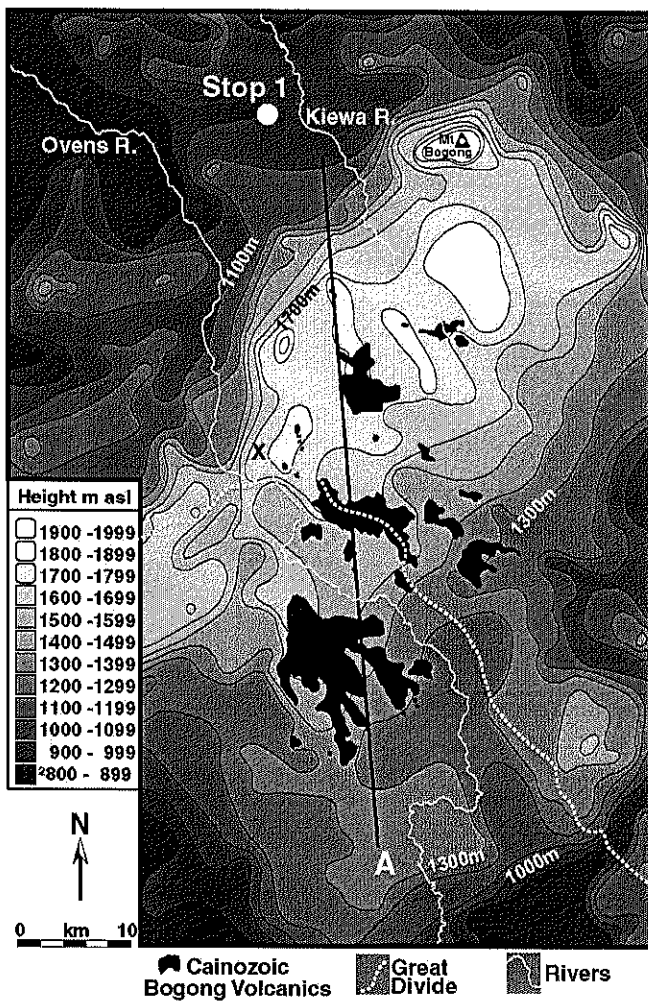 Stop 1
Kiewa R.
Ovens R.
Mt
Bogong
1100m
1700m
X
Height m asl
1900 -1999
1800 -1899
1700 -1799
1600 -1699
1500 -1599
1400 -1499
1300 -1399
1200 -1299
1100 -1199
1000 -1099
900 - 999
²800 - 899
1300m
N
A
1300m
1000m
0 km 10
Cainozoic
Bogong Volcanics
Great
Divide
Rivers